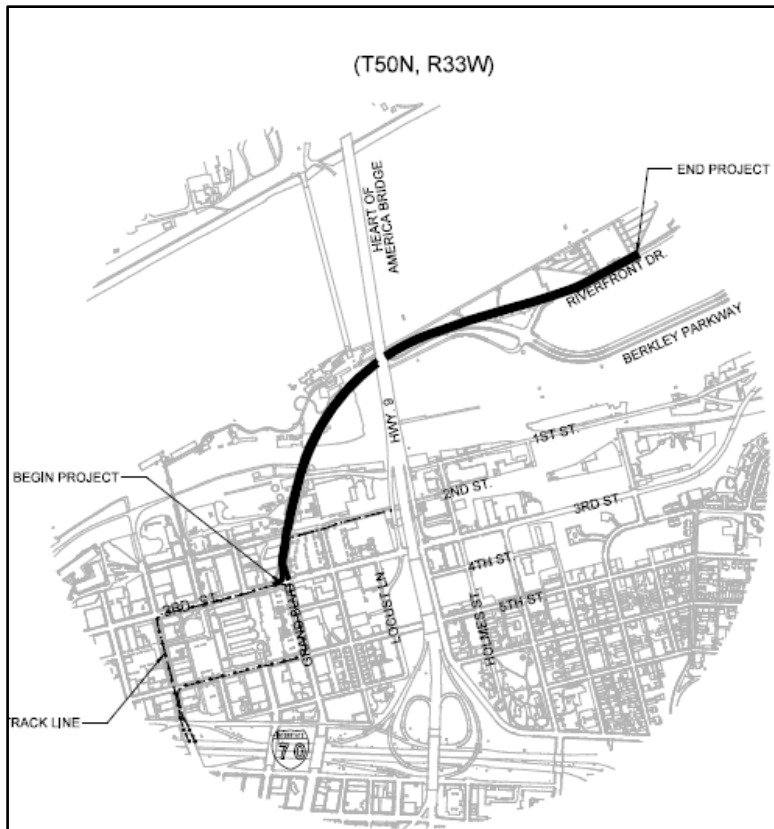 (T50N, R33W)
END PROJECT
HEART OF
AMERICA BRIDGE
RIVERFRONT DR.
BERKLEY PARKWAY
HWY. 9
1ST ST.
BEGIN PROJECT
2ND ST.
3RD ST.
4TH ST.
3RD. ST.
GRAND BLVD.
LOCUST LN.
HOLMES ST.
5TH ST.
TRACK LINE
70